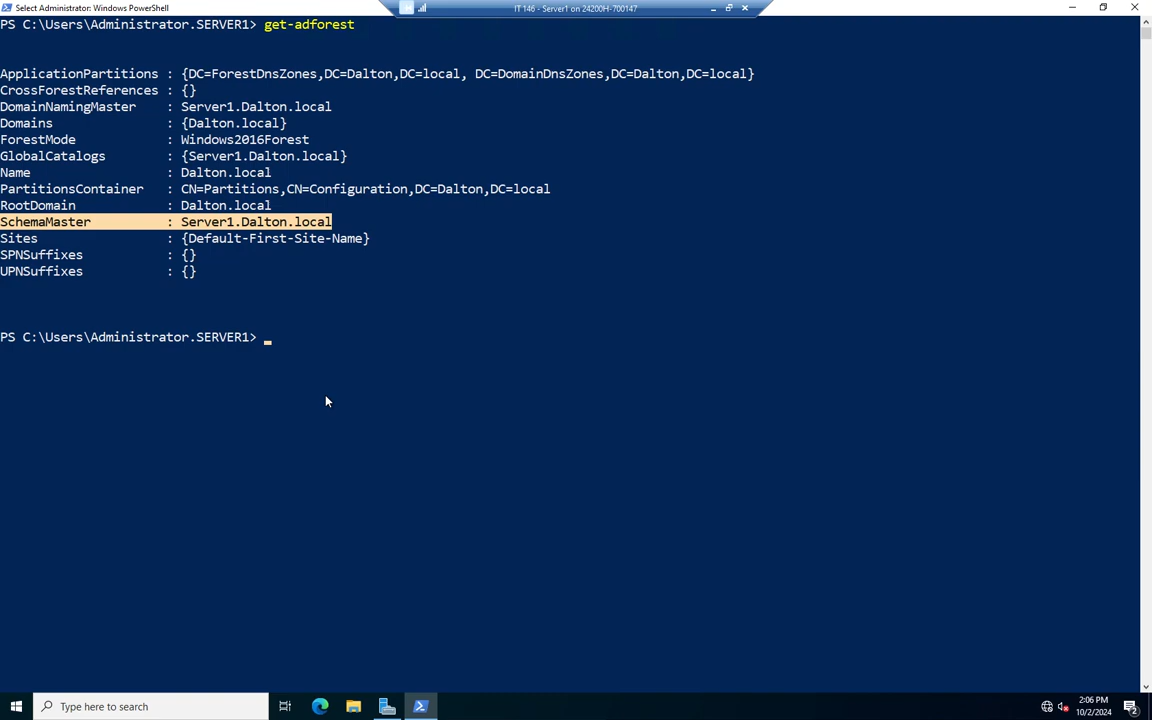 Select Administrator: Windows PowerShell
IT 146 - Server1 on 24200H-700147
PS C:\Users\Administrator.SERVER1> get-adforest
ApplicationPartitions : {DC=ForestDnsZones,DC=Dalton,DC=local, DC=DomainDnsZones,DC=Dalton,DC=local}
CrossForestReferences : {}
DomainNamingMaster : Server1.Dalton.local
Domains : {Dalton.local}
ForestMode : Windows2016Forest
GlobalCatalogs : {Server1.Dalton.local}
Name : Dalton.local
PartitionsContainer : CN=Partitions,CN=Configuration,DC=Dalton,DC=local
RootDomain : Dalton.local
SchemaMaster : Server1.Dalton.local
Sites : {Default-First-Site-Name}
SPNSuffixes : {}
UPNSuffixes : {}
PS C:\Users\Administrator.SERVER1>
Type here to search
2:06 PM
10/2/2024
2